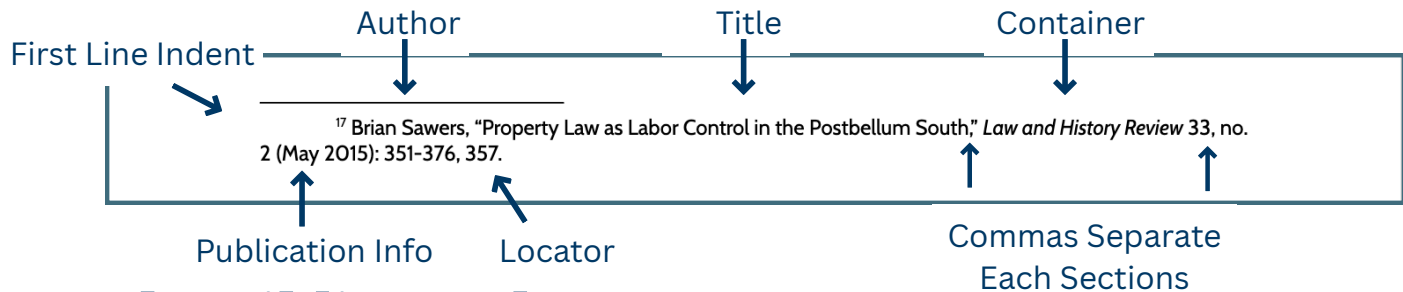 Author Title Container
First Line Indent
17 Brian Sawers, “Property Law as Labor Control in the Postbellum South,” Law and History Review 33, no.
2 (May 2015): 351-376, 357.
Publication Info Locator
Commas Separate
Each Sections